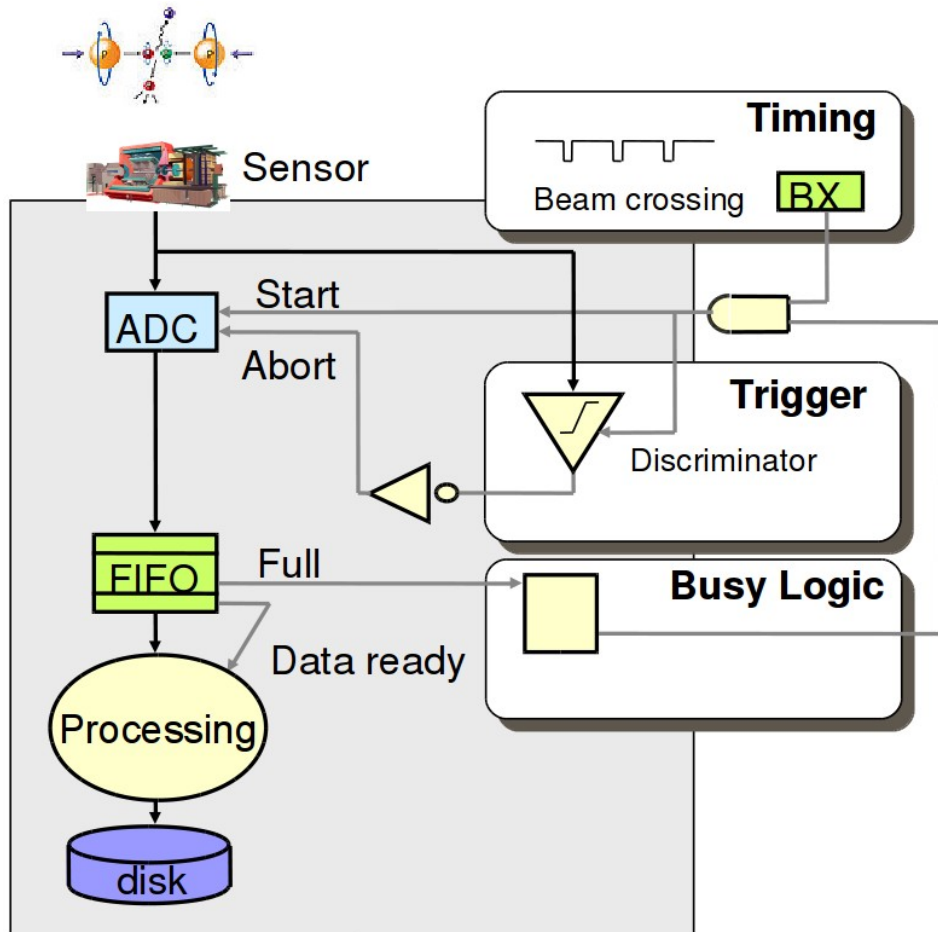 P
P
Sensor
Timing
Beam crossing
BX
Start
ADC
Abort
Trigger
Discriminator
FIFO
Full
Busy Logic
Data ready
Processing
disk